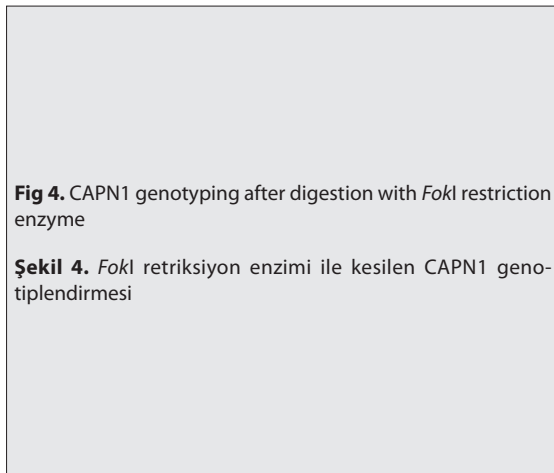 Fig 4. CAPN1 genotyping after digestion with FokI restriction
enzyme
Şekil 4. FokI retriksiyon enzimi ile kesilen CAPN1 geno-
tiplendirmesi